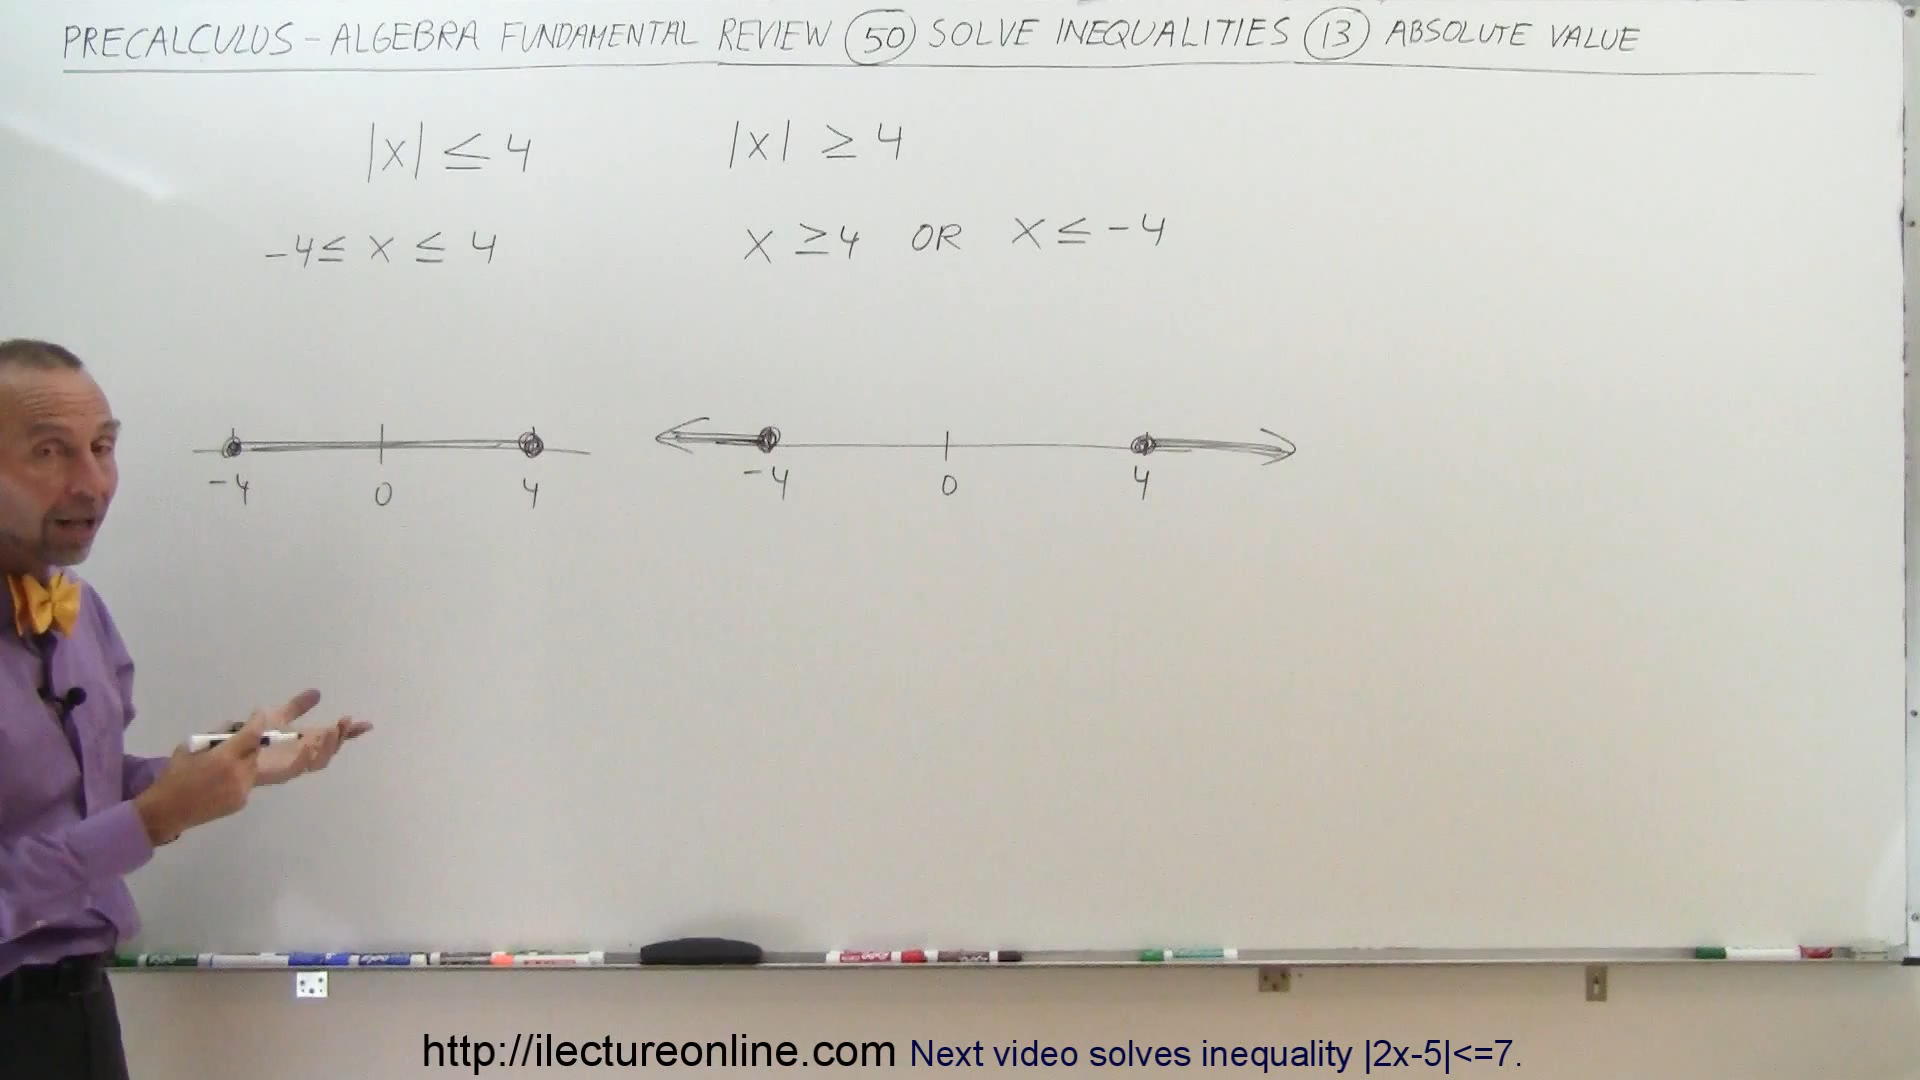 PRECALCULUS - ALGEBRA FUNDAMENTAL REVIEW 50 SOLVE INEQUALITIES 13 ABSOLUTE VALUE
|X| ≤ 4 |X| ≥ 4
-4 ≤ X ≤ 4 X ≥ 4 OR X ≤ -4
-4 0 4 -4 0 4
http://ilectureonline.com Next video solves inequality |2x-5|<=7.